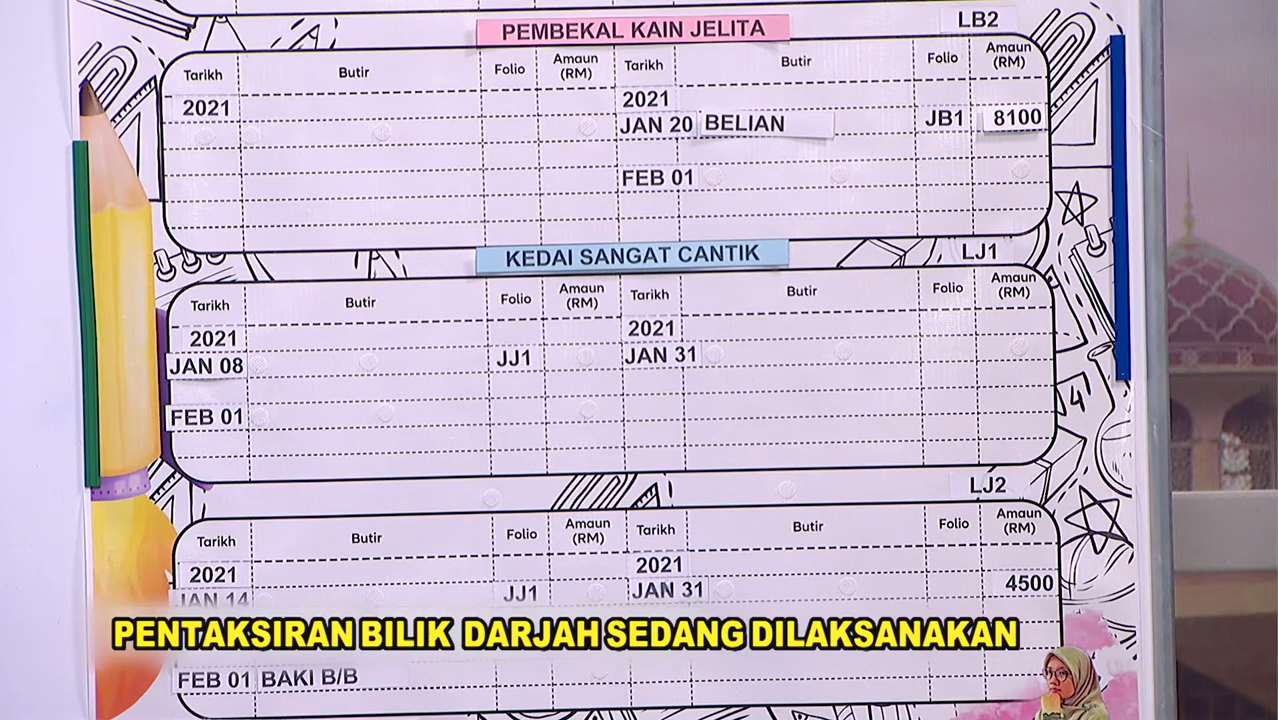 PEMBEKAL KAIN JELITA LB2
Tarikh Butir Folio Amaun (RM) Tarikh Butir Folio Amaun (RM)
2021 2021
JAN 20 BELIAN JB1 8100
FEB 01
KEDAI SANGAT CANTIK LJ1
Tarikh Butir Folio Amaun (RM) Tarikh Butir Folio Amaun (RM)
2021 2021
JAN 08 JJ1 JAN 31
FEB 01
LJ2
Tarikh Butir Folio Amaun (RM) Tarikh Butir Folio Amaun (RM)
2021 2021
JAN 14 JJ1 JAN 31 4500
PENTAKSIRAN BILIK DARJAH SEDANG DILAKSANAKAN
FEB 01 BAKI B/B